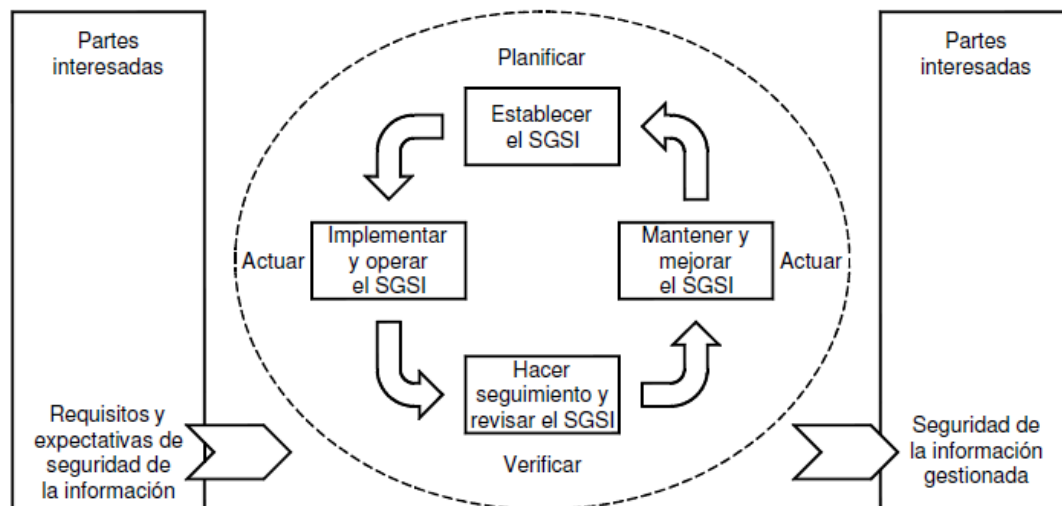 Partes
interesadas
Requisitos y
expectativas de
seguridad de
la información
Planificar
Establecer
el SGSI
Actuar
Implementar
y operar
el SGSI
Mantener y
mejorar
el SGSI
Actuar
Hacer
seguimiento y
revisar el SGSI
Verificar
Partes
interesadas
Seguridad de
la información
gestionada